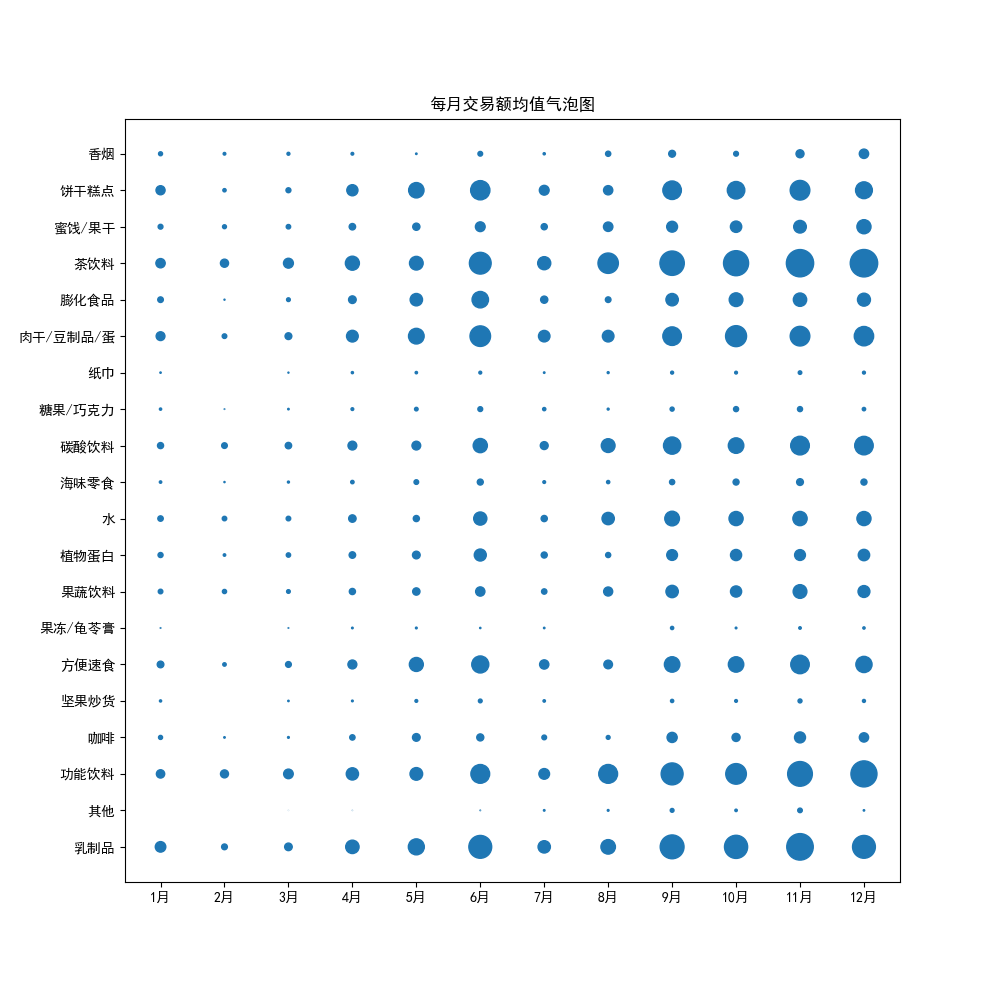 每月交易额均值气泡图
香烟
饼干糕点
蜜饯/果干
茶饮料
膨化食品
肉干/豆制品/蛋
纸巾
糖果/巧克力
碳酸饮料
海味零食
水
植物蛋白
果蔬饮料
果冻/龟苓膏
方便速食
坚果炒货
咖啡
功能饮料
其他
乳制品
1月 2月 3月 4月 5月 6月 7月 8月 9月 10月 11月 12月